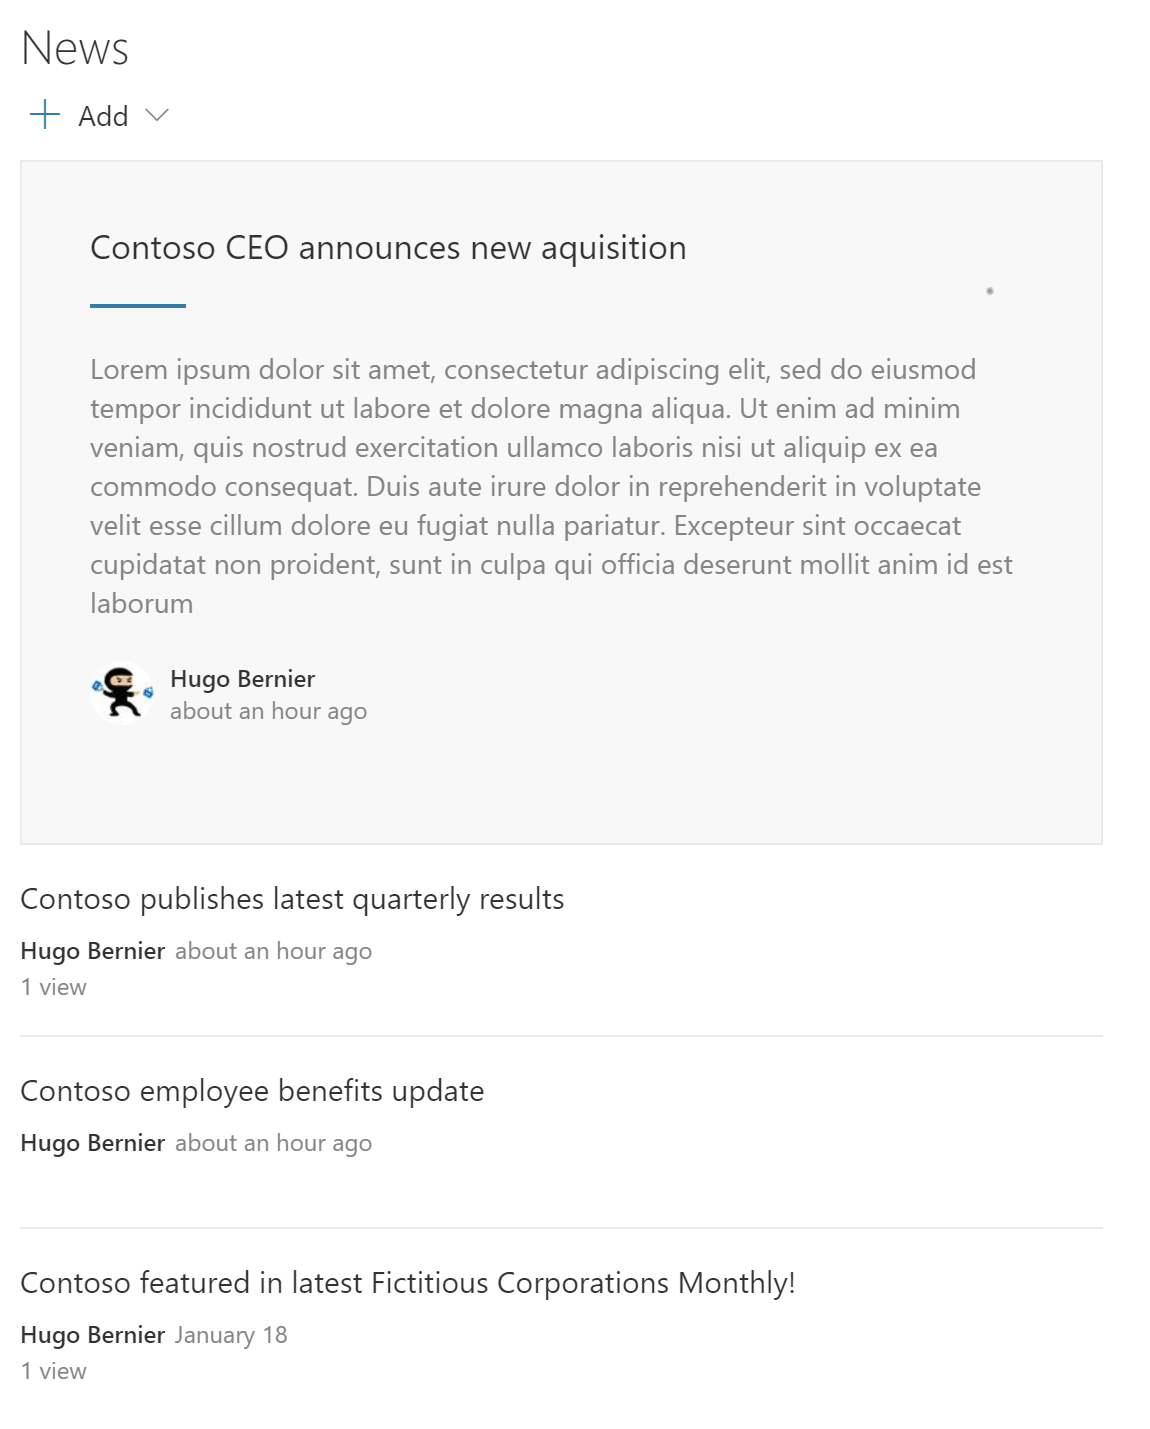 News
Add
Contoso CEO announces new aquisition
Lorem ipsum dolor sit amet, consectetur adipiscing elit, sed do eiusmod
tempor incididunt ut labore et dolore magna aliqua. Ut enim ad minim
veniam, quis nostrud exercitation ullamco laboris nisi ut aliquip ex ea
commodo consequat. Duis aute irure dolor in reprehenderit in voluptate
velit esse cillum dolore eu fugiat nulla pariatur. Excepteur sint occaecat
cupidatat non proident, sunt in culpa qui officia deserunt mollit anim id est
laborum
Hugo Bernier
about an hour ago
Contoso publishes latest quarterly results
Hugo Bernier about an hour ago
1 view
Contoso employee benefits update
Hugo Bernier about an hour ago
Contoso featured in latest Fictitious Corporations Monthly!
Hugo Bernier January 18
1 view